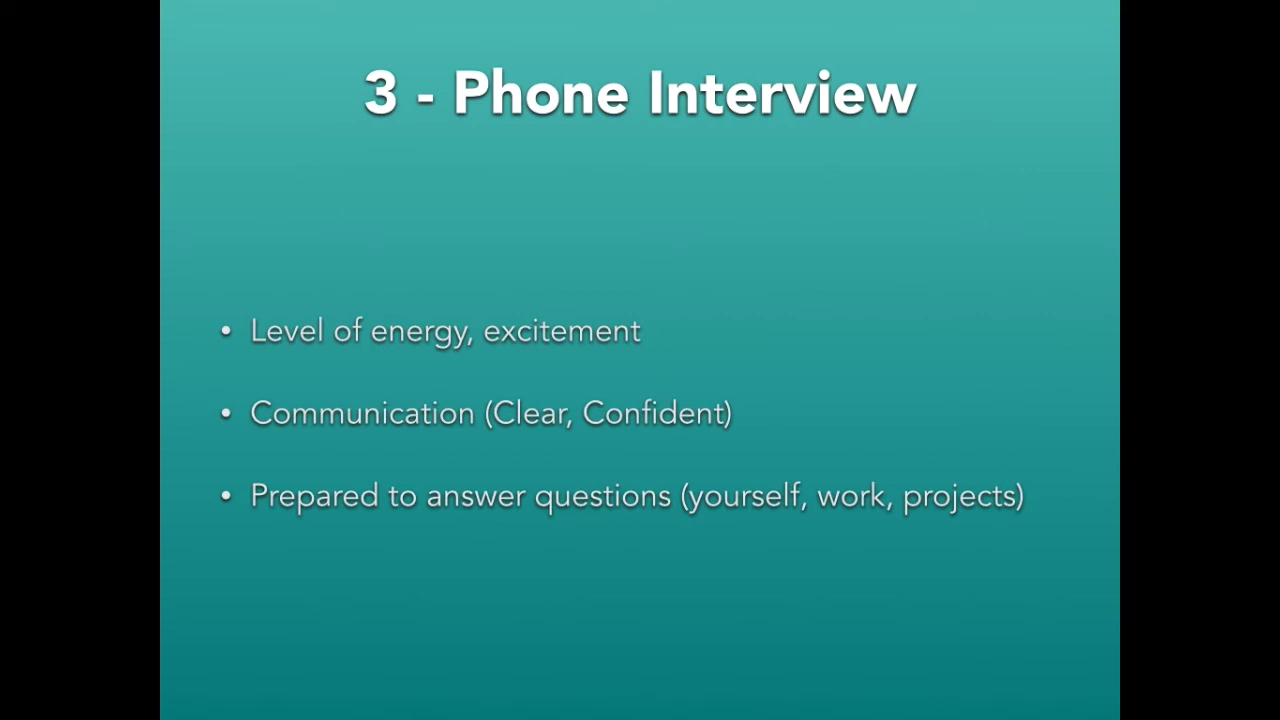 3 - Phone Interview
• Level of energy, excitement
• Communication (Clear, Confident)
• Prepared to answer questions (yourself, work, projects)